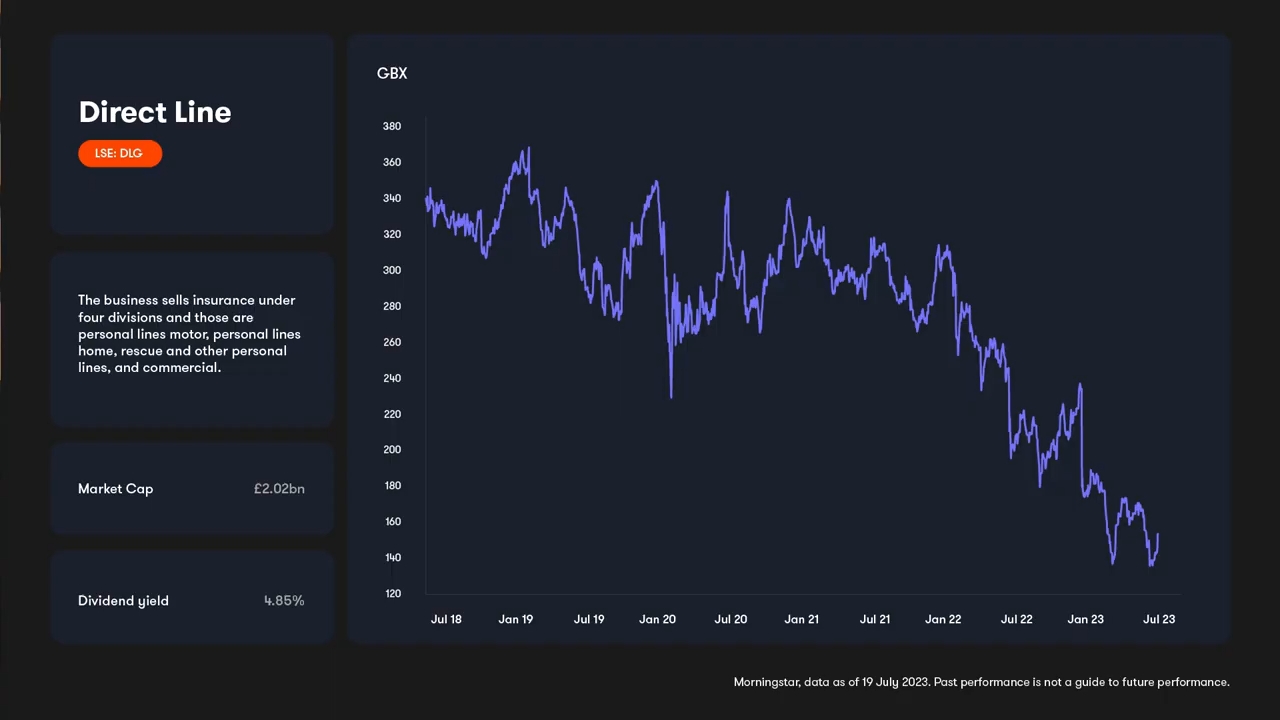 Direct Line
LSE: DLG
The business sells insurance under
four divisions and those are
personal lines motor, personal lines
home, rescue and other personal
lines, and commercial.
Market Cap £2.02bn
Dividend yield 4.85%
GBX
380
360
340
320
300
280
260
240
220
200
180
160
140
120
Jul 18 Jan 19 Jul 19 Jan 20 Jul 20 Jan 21 Jul 21 Jan 22 Jul 22 Jan 23 Jul 23
Morningstar, data as of 19 July 2023. Past performance is not a guide to future performance.